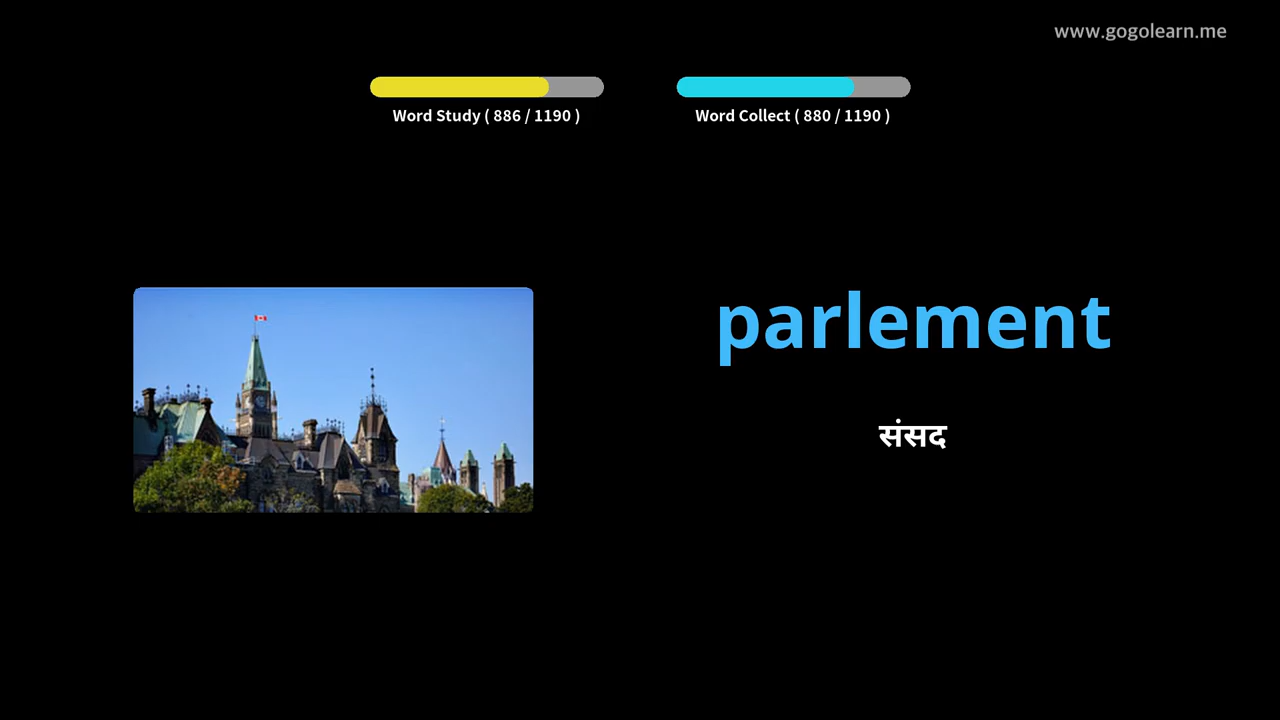 www.gogolearn.me
Word Study ( 886 / 1190 )
Word Collect ( 880 / 1190 )
parlement
संसद